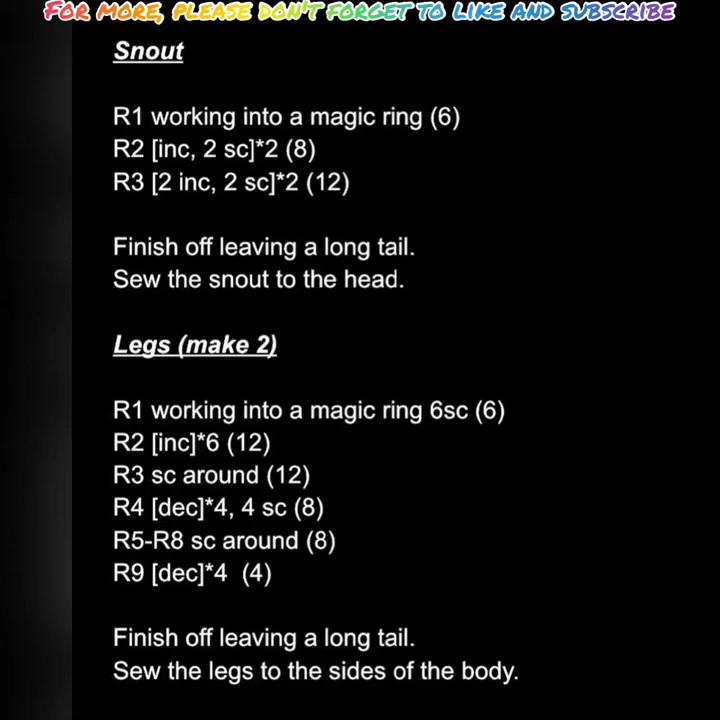 FOR MORE, PLEASE DON'T FORGET TO LIKE AND SUBSCRIBE
Snout
R1 working into a magic ring (6)
R2 [inc, 2 sc]*2 (8)
R3 [2 inc, 2 sc]*2 (12)
Finish off leaving a long tail.
Sew the snout to the head.
Legs (make 2)
R1 working into a magic ring 6sc (6)
R2 [inc]*6 (12)
R3 sc around (12)
R4 [dec]*4, 4 sc (8)
R5-R8 sc around (8)
R9 [dec]*4  (4)
Finish off leaving a long tail.
Sew the legs to the sides of the body.